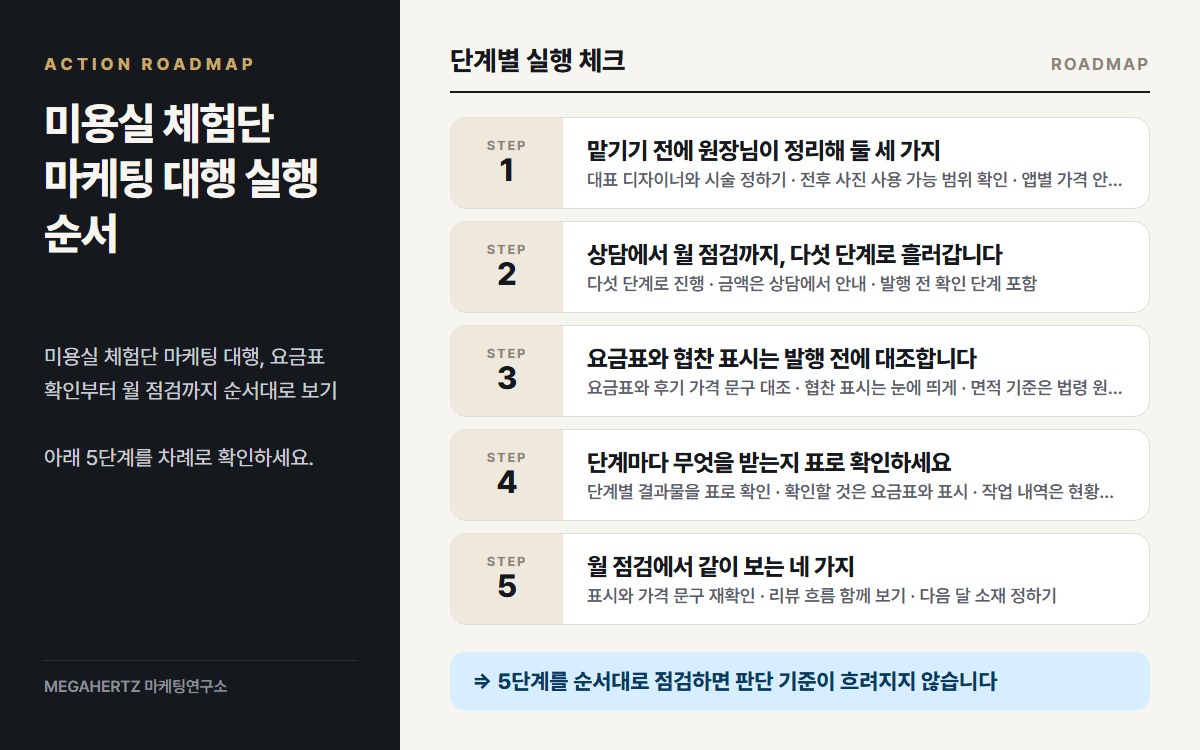 ACTION ROADMAP
미용실 체험단
마케팅 대행 실행
순서
미용실 체험단 마케팅 대행, 요금표
확인부터 월 점검까지 순서대로 보기
아래 5단계를 차례로 확인하세요.
MEGAHERTZ 마케팅연구소
단계별 실행 체크
ROADMAP
STEP
1
맡기기 전에 원장님이 정리해 둘 세 가지
대표 디자이너와 시술 정하기 · 전후 사진 사용 가능 범위 확인 · 앱별 가격 안...
STEP
2
상담에서 월 점검까지, 다섯 단계로 흘러갑니다
다섯 단계로 진행 · 금액은 상담에서 안내 · 발행 전 확인 단계 포함
STEP
3
요금표와 협찬 표시는 발행 전에 대조합니다
요금표와 후기 가격 문구 대조 · 협찬 표시는 눈에 띄게 · 면적 기준은 법령 원...
STEP
4
단계마다 무엇을 받는지 표로 확인하세요
단계별 결과물을 표로 확인 · 확인할 것은 요금표와 표시 · 작업 내역은 현황...
STEP
5
월 점검에서 같이 보는 네 가지
표시와 가격 문구 재확인 · 리뷰 흐름 함께 보기 · 다음 달 소재 정하기
→ 5단계를 순서대로 점검하면 판단 기준이 흐려지지 않습니다